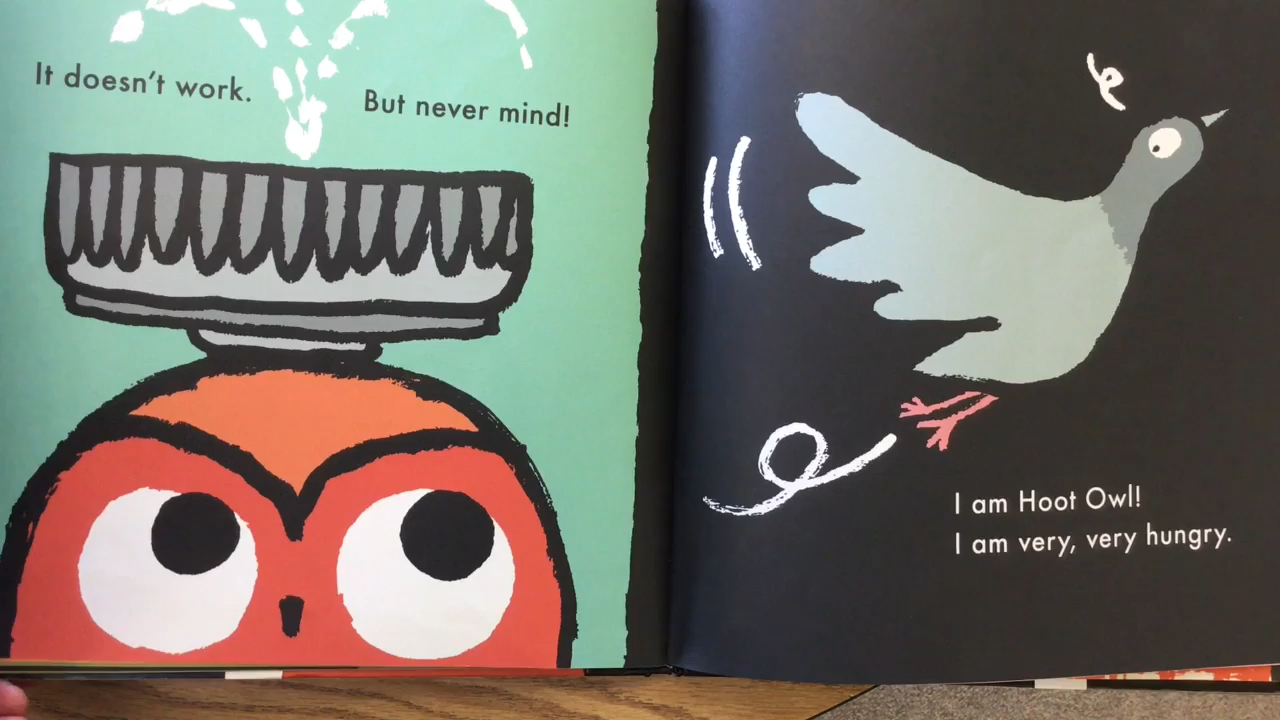 It doesn't work.
But never mind!
I am Hoot Owl!
I am very, very hungry.